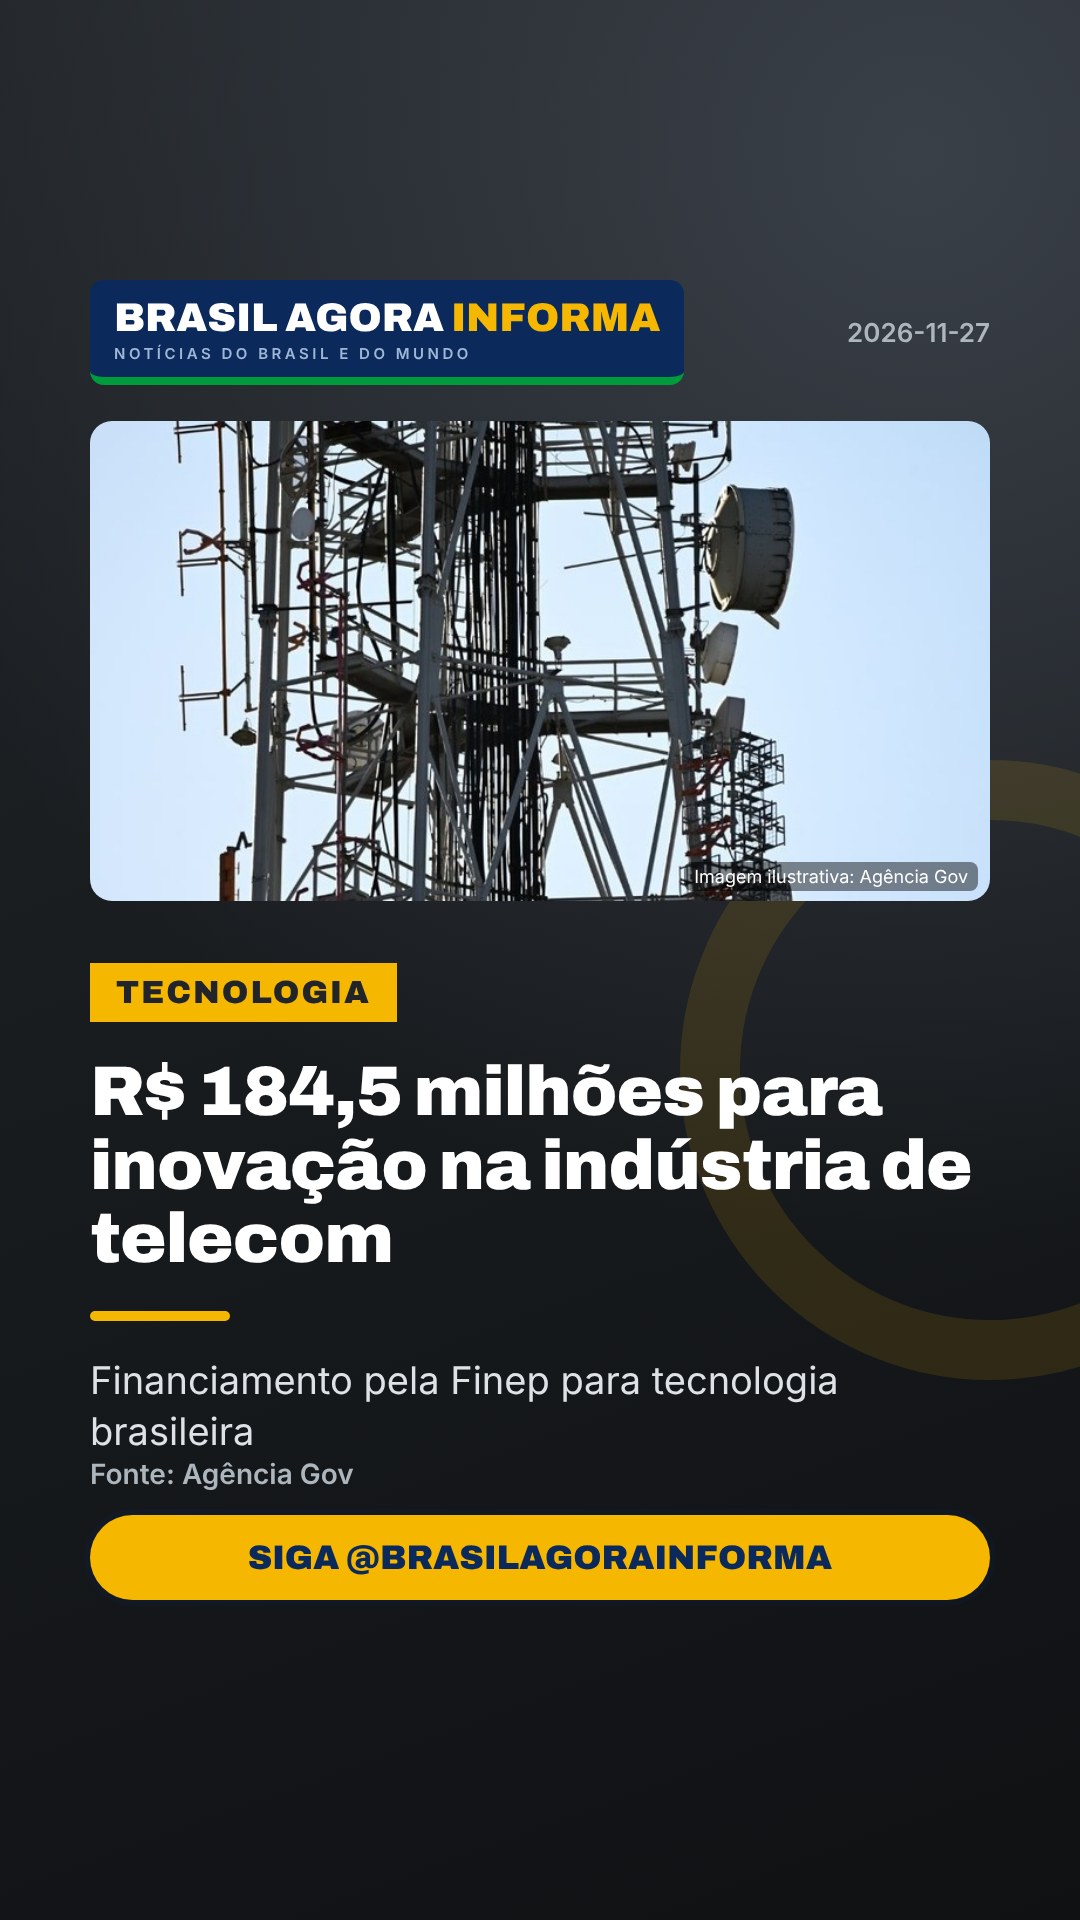 BRASIL AGORA INFORMA
NOTÍCIAS DO BRASIL E DO MUNDO
2026-11-27
Imagem ilustrativa: Agência Gov
TECNOLOGIA
R$ 184,5 milhões para
inovação na indústria de
telecom
Financiamento pela Finep para tecnologia
brasileira
Fonte: Agência Gov
SIGA @BRASILAGORAINFORMA